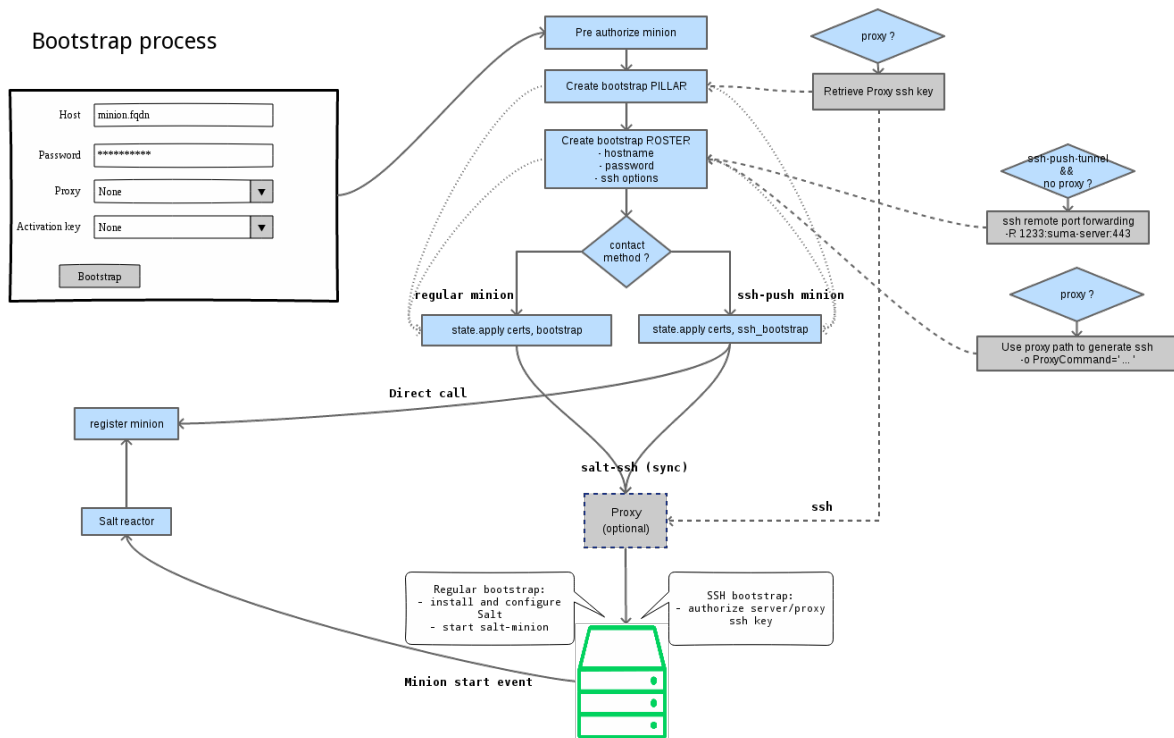 Bootstrap process
Host
minion.fqdn
Password
**********
Proxy
None
Activation key
None
Bootstrap
Pre authorize minion
Create bootstrap PILLAR
Create bootstrap ROSTER
- hostname
- password
- ssh options
contact
method ?
regular minion
ssh-push minion
state.apply certs, bootstrap
state.apply certs, ssh_bootstrap
proxy ?
Retrieve Proxy ssh key
ssh-push-tunnel
&&
no proxy ?
ssh remote port forwarding
-R 1233:suma-server:443
proxy ?
Use proxy path to generate ssh
-o ProxyCommand=' ... '
Direct call
register minion
salt-ssh (sync)
Proxy
(optional)
ssh
Salt reactor
Regular bootstrap:
- install and configure
Salt
- start salt-minion
SSH bootstrap:
- authorize server/proxy
ssh key
Minion start event